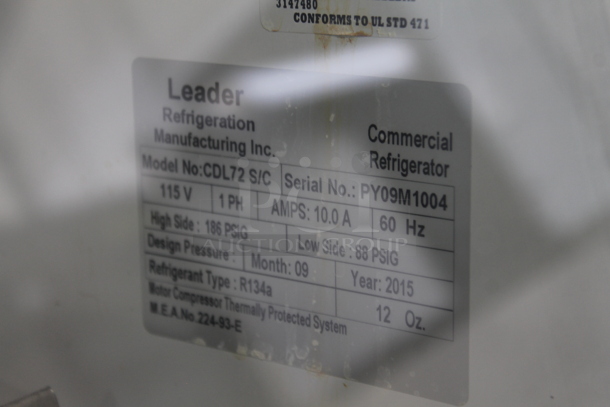 3147480
CONFORMS TO UL STD 471
Leader
Refrigeration
Manufacturing Inc.
Commercial
Refrigerator
Model No:CDL72 S/C
Serial No.: PY09M1004
115 V
1 PH
AMPS: 10.0 A
60 Hz
High Side : 186 PSIG
Low Side : 88 PSIG
Design Pressure :
Month: 09
Year: 2015
Refrigerant Type : R134a
12 Oz.
Motor Compressor Thermally Protected System
M.E.A.No.224-93-E
AUCTION GROUP